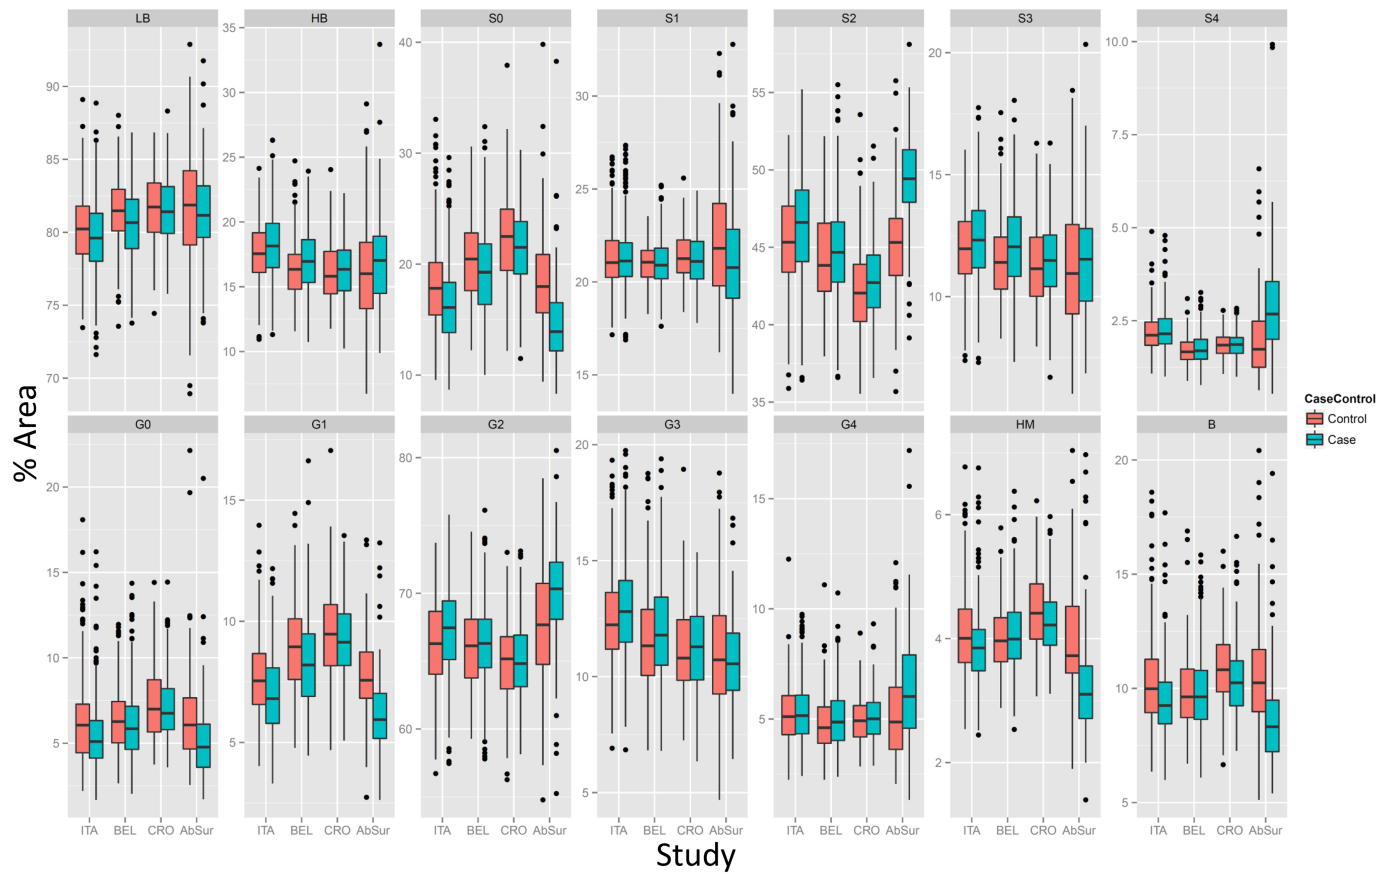 LB HB S0 S1 S2 S3 S4
90 85 80 75 70
35 30 25 20 15 10
40 30 20 10
30 25 20 15
55 50 45 40 35
20 15 10
10.0 7.5 5.0 2.5
G0 G1 G2 G3 G4 HM B
20 15 10 5
15 10 5
80 70 60
20 15 10 5
15 10 5
6 4 2
20 15 10 5
% Area
ITA BEL CRO AbSur ITA BEL CRO AbSur ITA BEL CRO AbSur ITA BEL CRO AbSur ITA BEL CRO AbSur ITA BEL CRO AbSur ITA BEL CRO AbSur
Study
CaseControl
Control
Case